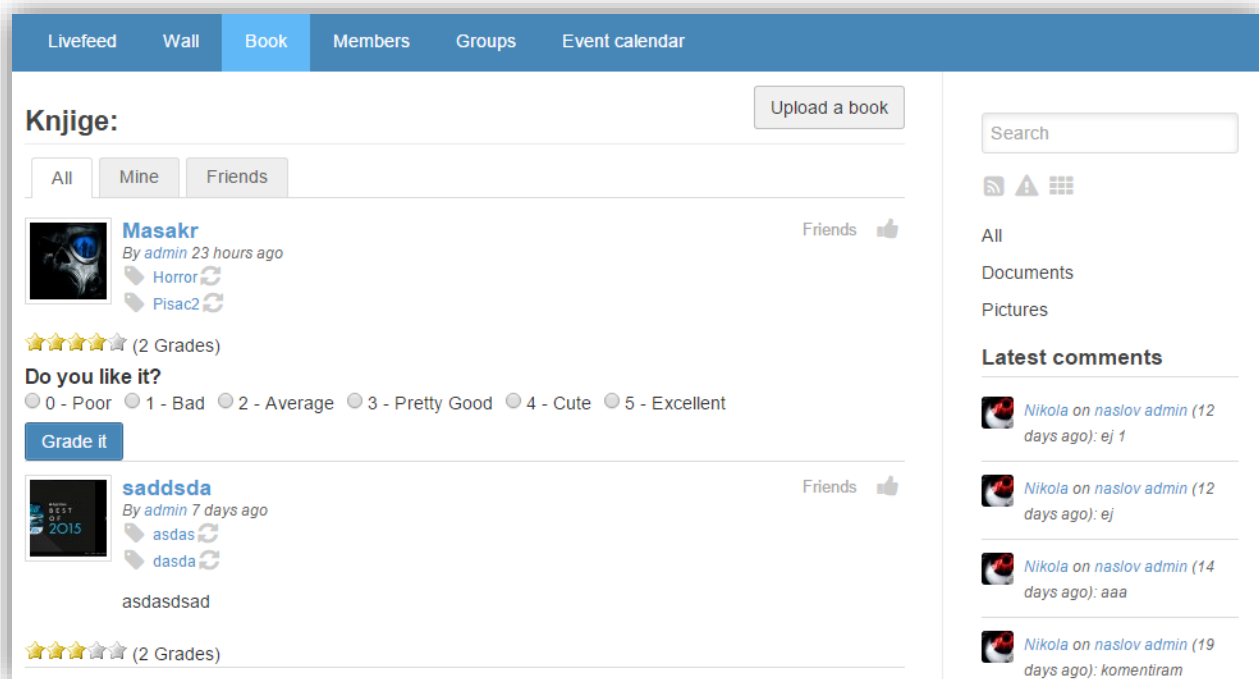 Livefeed Wall Book Members Groups Event calendar
Knjige:
Upload a book
All Mine Friends
Masakr
Friends
By admin 23 hours ago
Horror
Pisac2
(2 Grades)
Do you like it?
0 - Poor 1 - Bad 2 - Average 3 - Pretty Good 4 - Cute 5 - Excellent
Grade it
BEST
OF
2015
saddsda
Friends
By admin 7 days ago
asdas
dasda
asdasdsad
(2 Grades)
Search
All
Documents
Pictures
Latest comments
Nikola on naslov admin (12
days ago): ej 1
Nikola on naslov admin (12
days ago): ej
Nikola on naslov admin (14
days ago): aaa
Nikola on naslov admin (19
days ago): komentiram